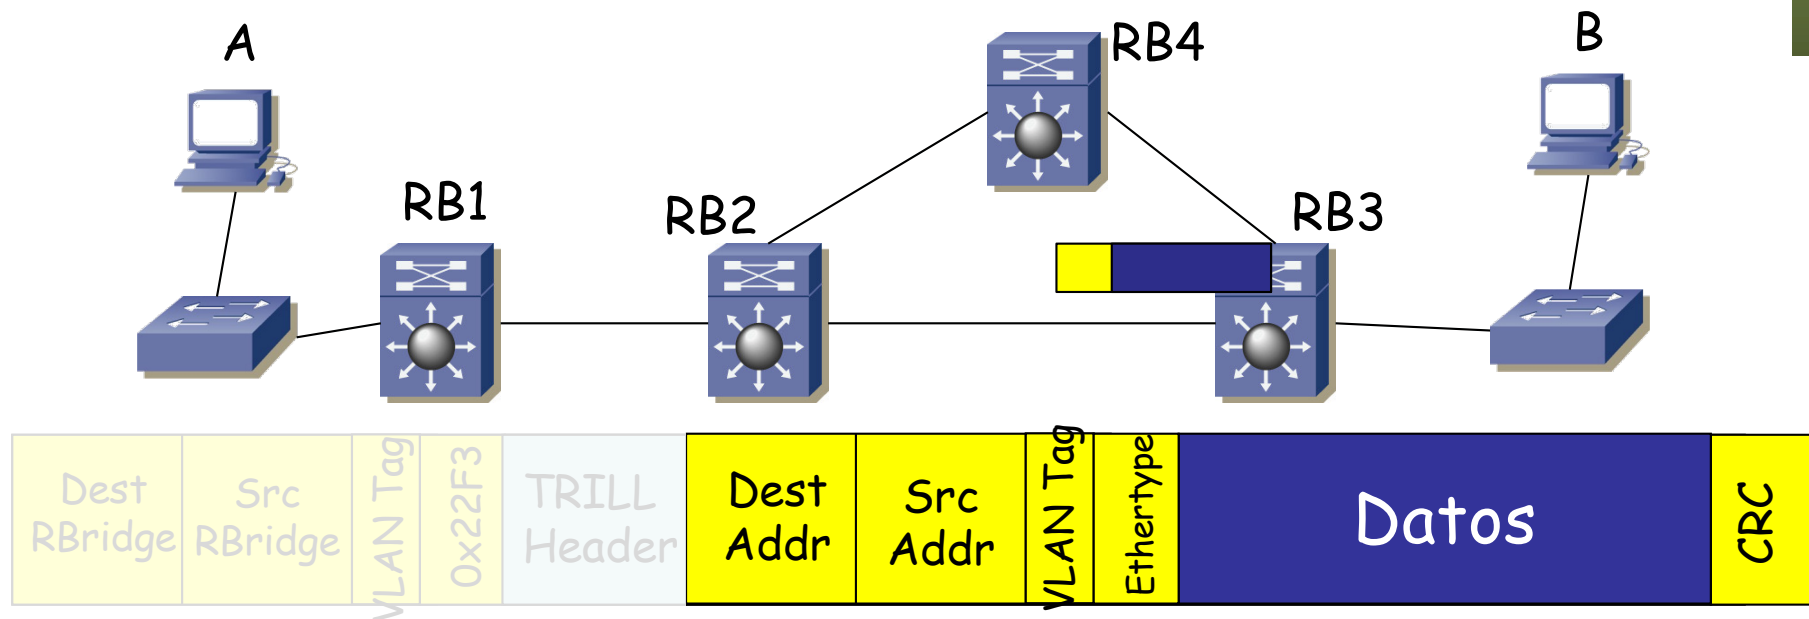 A
RB4
B
RB1
RB2
RB3
Dest
RBridge
Src
RBridge
VLAN Tag
0x22F3
TRILL
Header
Dest
Addr
Src
Addr
VLAN Tag
Ethertype
Datos
CRC